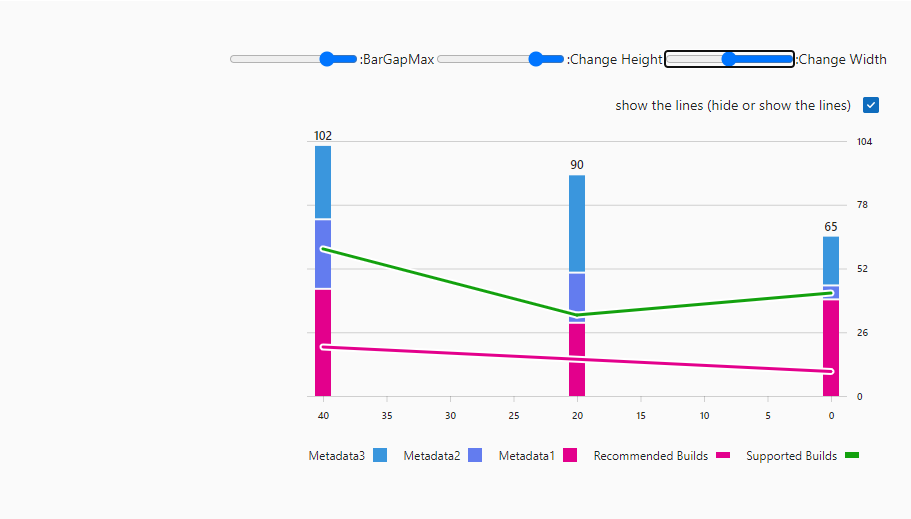 :BarGapMax :Change Height :Change Width
show the lines (hide or show the lines)
102
104
90
78
65
52
26
0
40 35 30 25 20 15 10 5 0
Metadata3 Metadata2 Metadata1 Recommended Builds Supported Builds